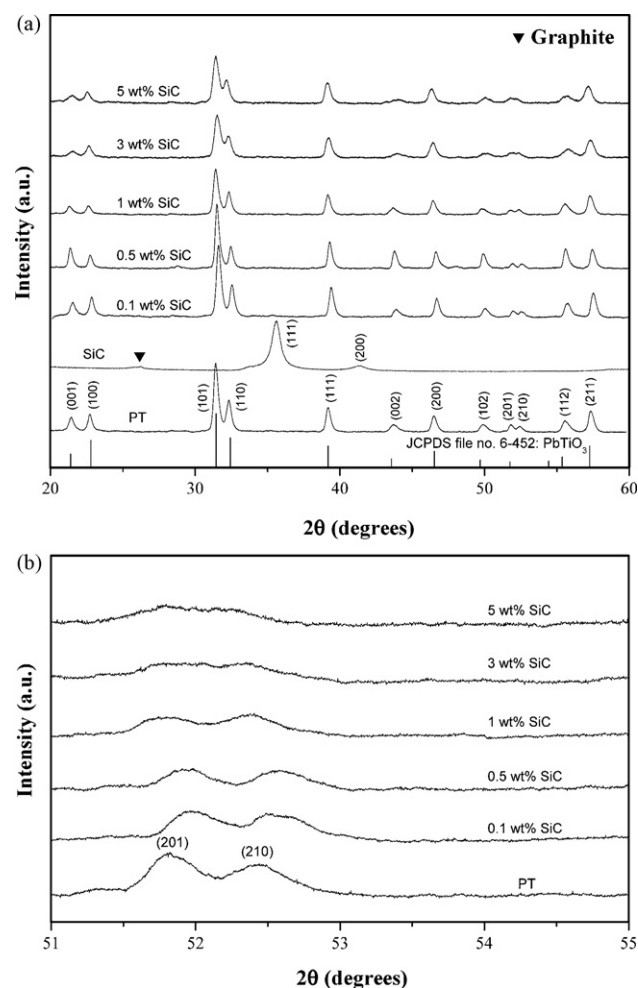 (a)
▼ Graphite
5 wt% SiC
3 wt% SiC
1 wt% SiC
0.5 wt% SiC
0.1 wt% SiC
(111)
(200)
SiC
(001)
(100)
(101)
(110)
(111)
(002)
(200)
(102)
(201)
(210)
(112)
(211)
PT
JCPDS file no. 6-452: PbTiO3
Intensity (a.u.)
20 30 40 50 60
2θ (degrees)
(b)
5 wt% SiC
3 wt% SiC
1 wt% SiC
0.5 wt% SiC
0.1 wt% SiC
(201)
(210)
PT
Intensity (a.u.)
51 52 53 54 55
2θ (degrees)